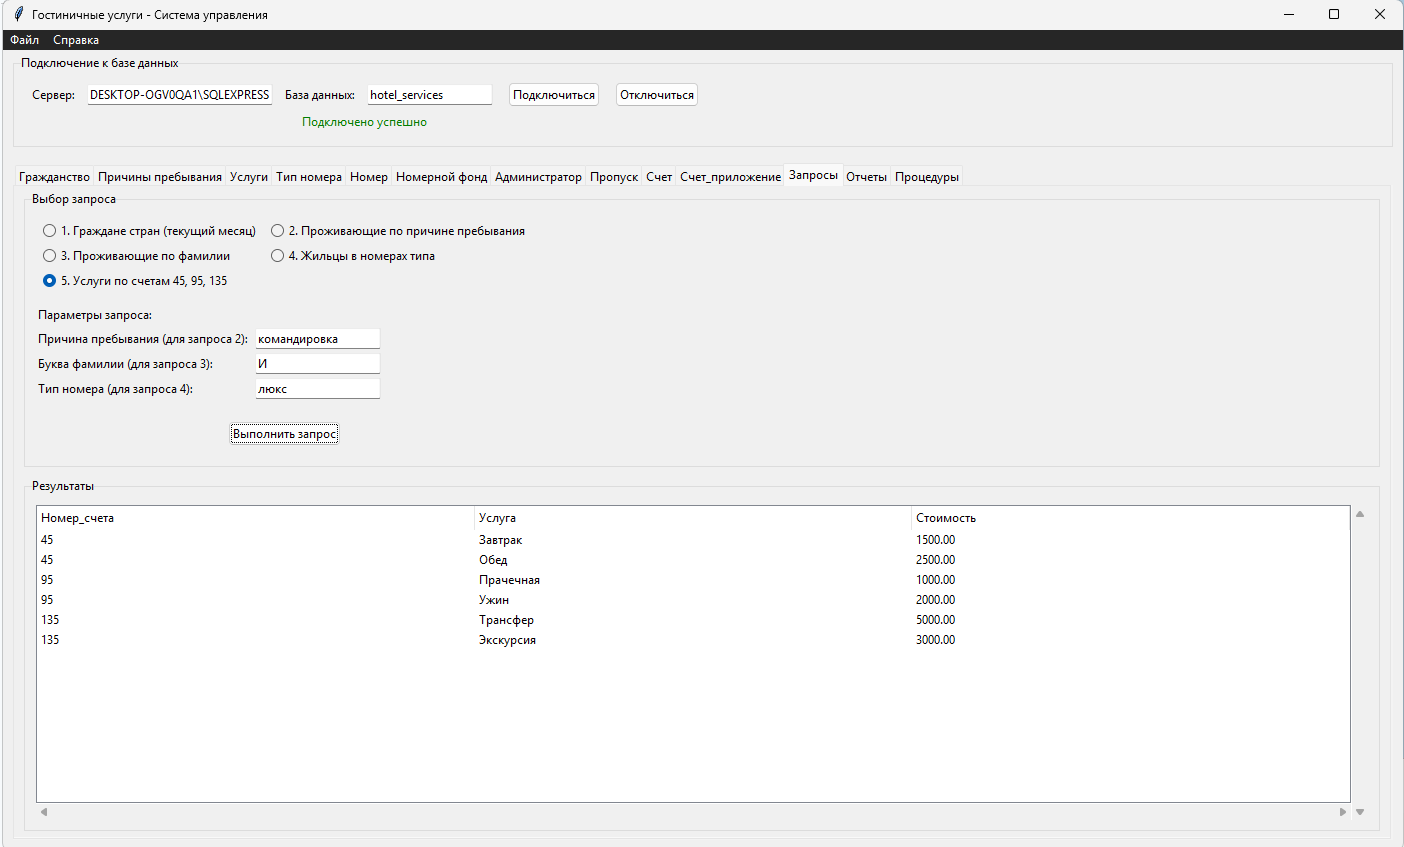 Гостиничные услуги - Система управления
Файл Справка
Подключение к базе данных
Сервер: DESKTOP-OGV0QA1\SQLEXPRESS База данных: hotel_services Подключиться Отключиться
Подключено успешно
Гражданство Причины пребывания Услуги Тип номера Номер Номерной фонд Администратор Пропуск Счет Счет_приложение Запросы Отчеты Процедуры
Выбор запроса
1. Граждане стран (текущий месяц) 2. Проживающие по причине пребывания
3. Проживающие по фамилии 4. Жильцы в номерах типа
5. Услуги по счетам 45, 95, 135
Параметры запроса:
Причина пребывания (для запроса 2): командировка
Буква фамилии (для запроса 3): И
Тип номера (для запроса 4): люкс
Выполнить запрос
Результаты
Номер_счета Услуга Стоимость
45 Завтрак 1500.00
45 Обед 2500.00
95 Прачечная 1000.00
95 Ужин 2000.00
135 Трансфер 5000.00
135 Экскурсия 3000.00